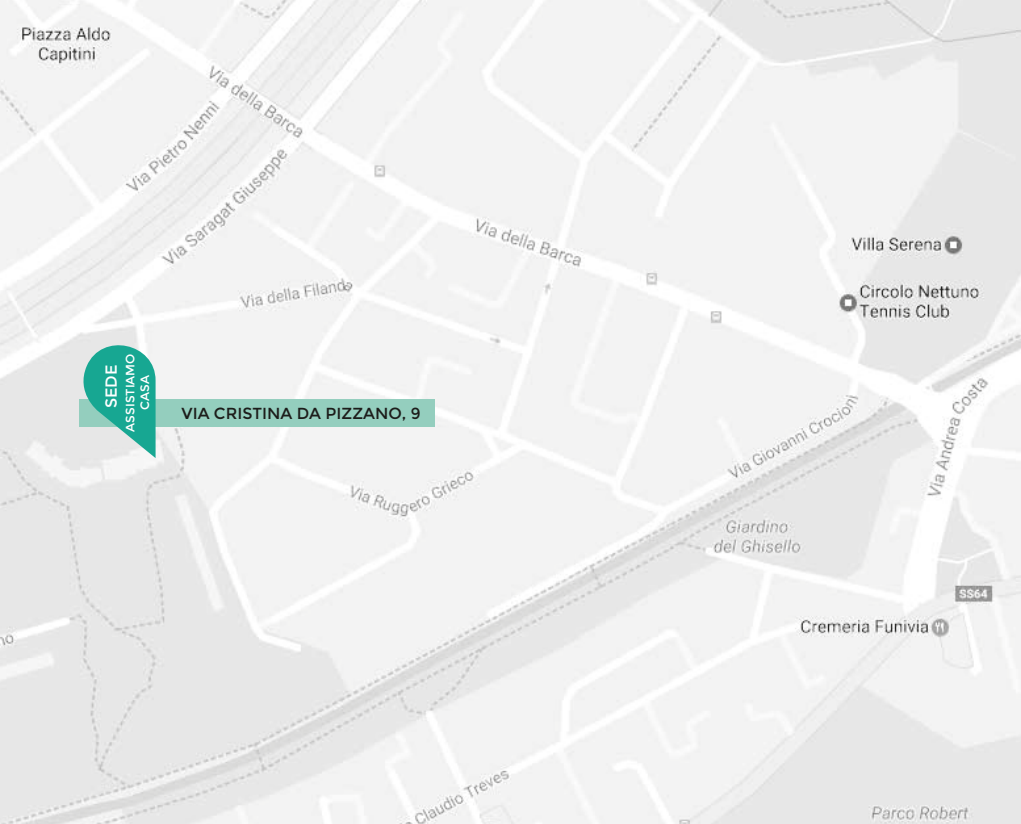 Piazza Aldo
Capitini
Via della Barca
Via Pietro Nenni
Via Saragat Giuseppe
Via della Barca
Villa Serena
Circolo Nettuno
Tennis Club
Via della Filanda
SEDE
ASSISTIAMO
CASA
VIA CRISTINA DA PIZZANO, 9
Via Andrea Costa
Via Giovanni Crocioni
Via Ruggero Grieco
Giardino
del Ghisello
SS64
Cremeria Funivia
no
Claudio Treves
Parco Robert